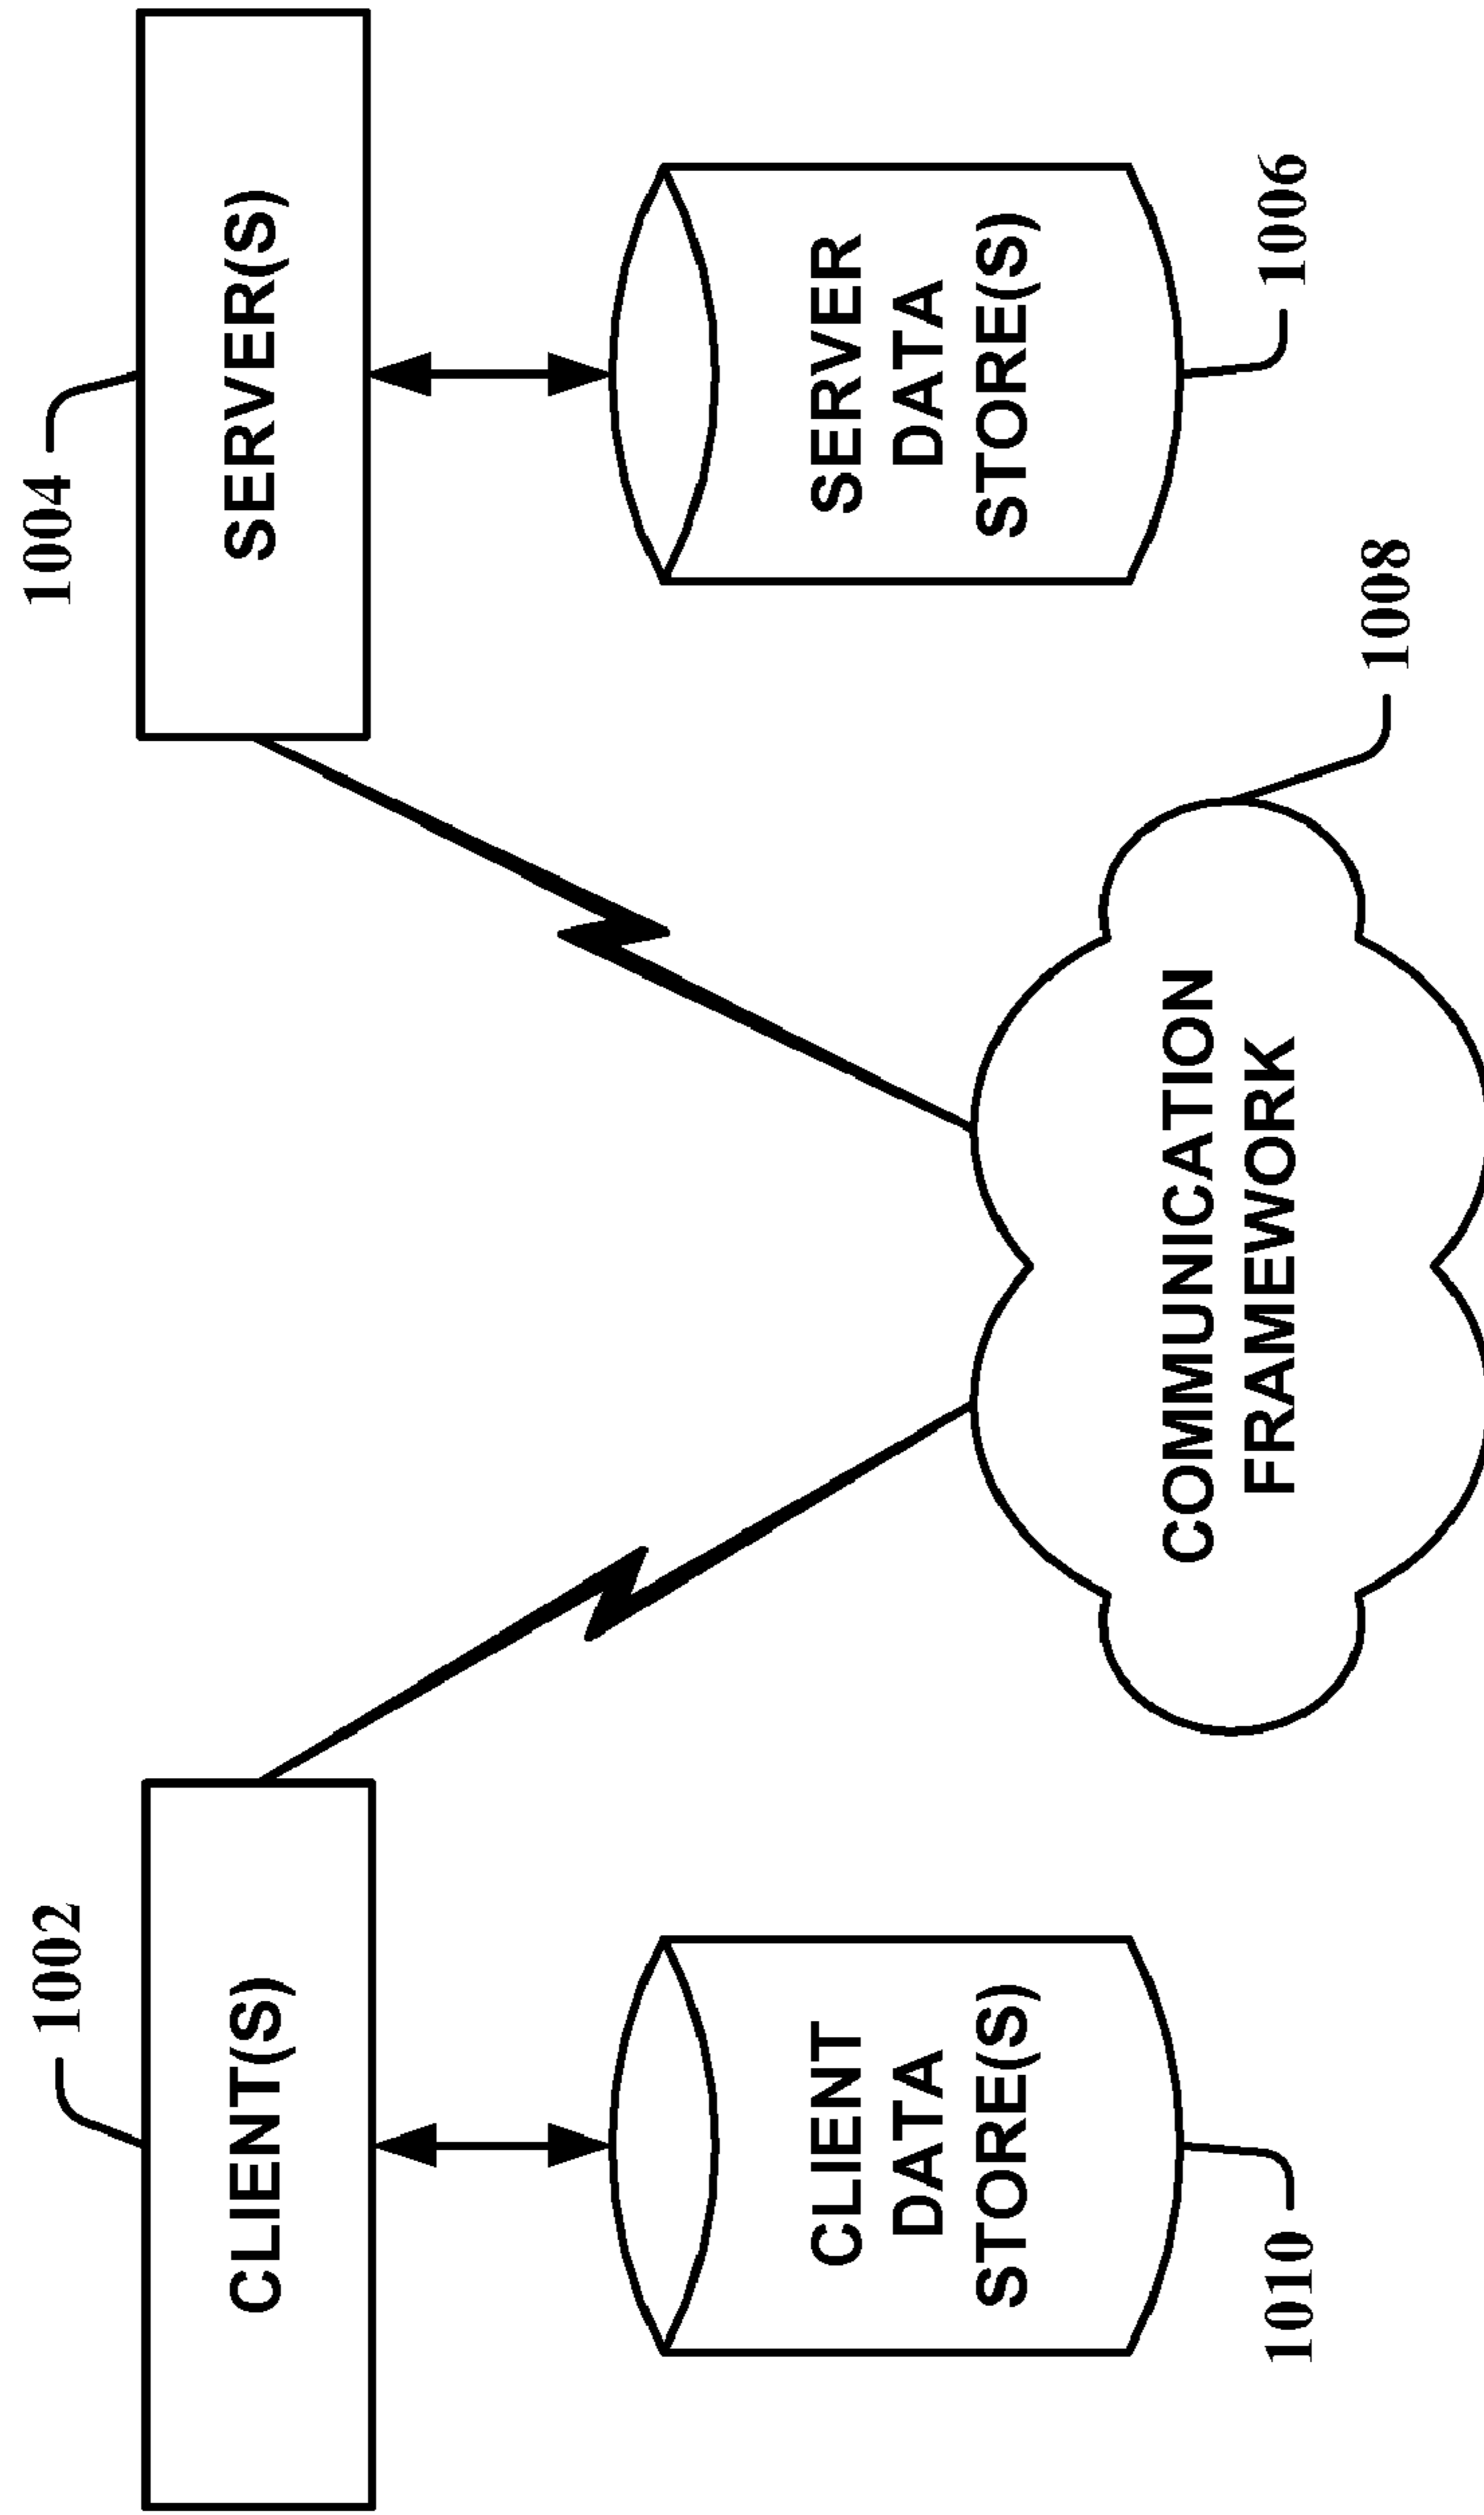 1002
CLIENT(S)
CLIENT
DATA
STORE(S)
1010
1004
SERVER(S)
SERVER
DATA
STORE(S)
1006
1008
COMMUNICATION
FRAMEWORK